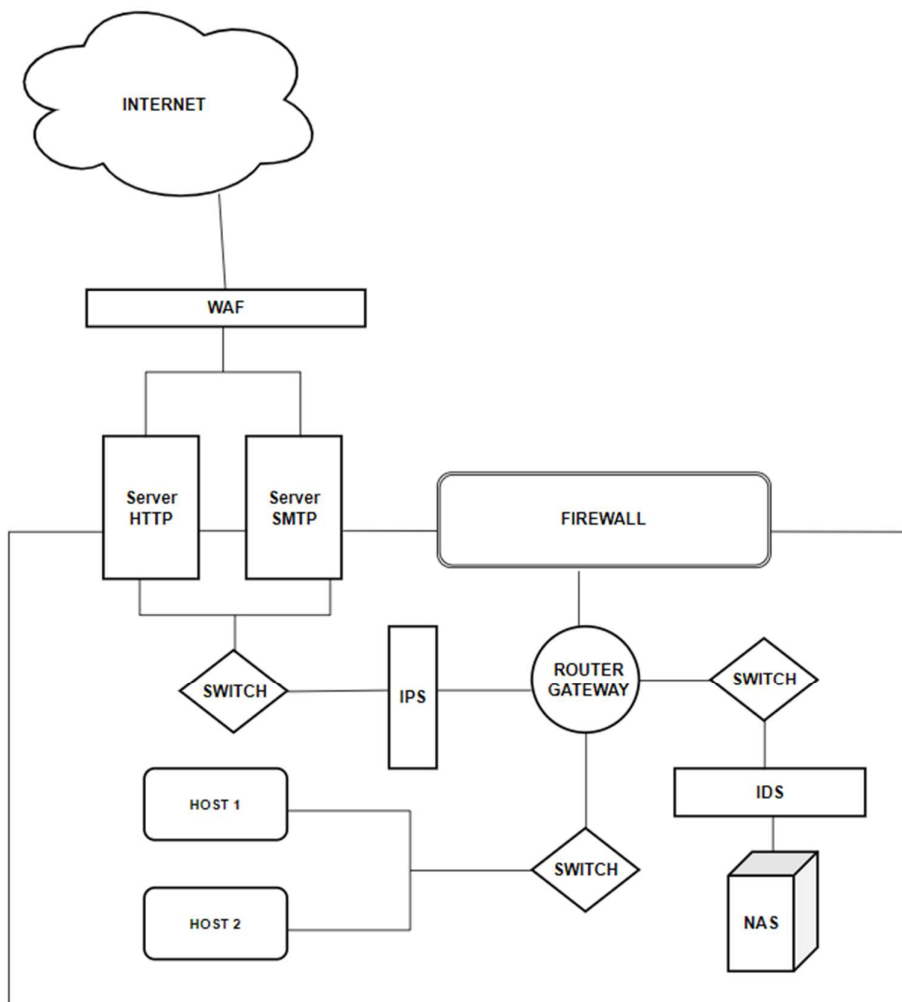 INTERNET
WAF
Server
HTTP
Server
SMTP
FIREWALL
SWITCH
IPS
ROUTER
GATEWAY
SWITCH
HOST 1
IDS
SWITCH
HOST 2
NAS